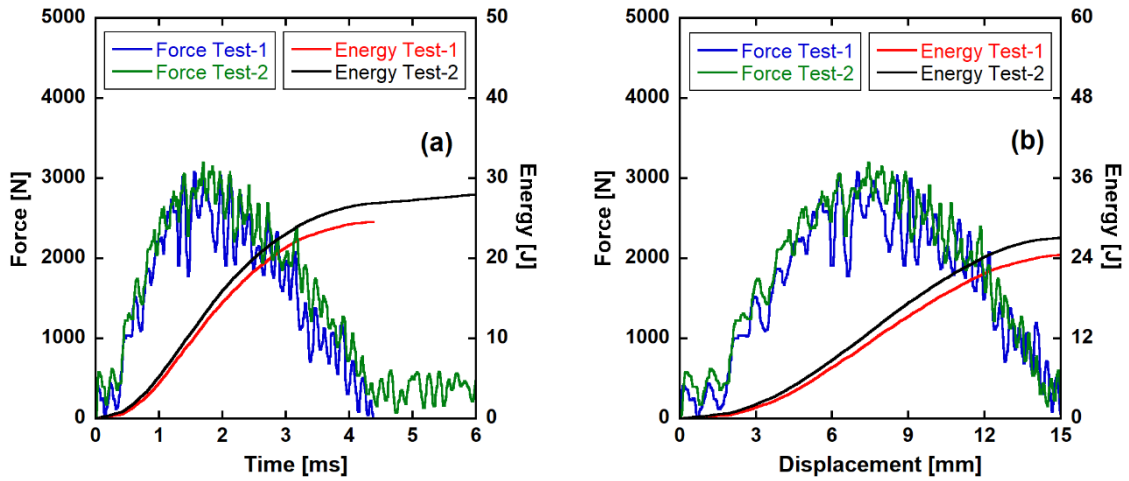 Force Test-1 Energy Test-1
Force Test-2 Energy Test-2
(a)
Force [N]
5000
4000
3000
2000
1000
0
0 1 2 3 4 5 6
Time [ms]
50
40
30
20
10
0
Energy [J]
Force Test-1 Energy Test-1
Force Test-2 Energy Test-2
(b)
Force [N]
5000
4000
3000
2000
1000
0
0 3 6 9 12 15
Displacement [mm]
60
48
36
24
12
0
Energy [J]